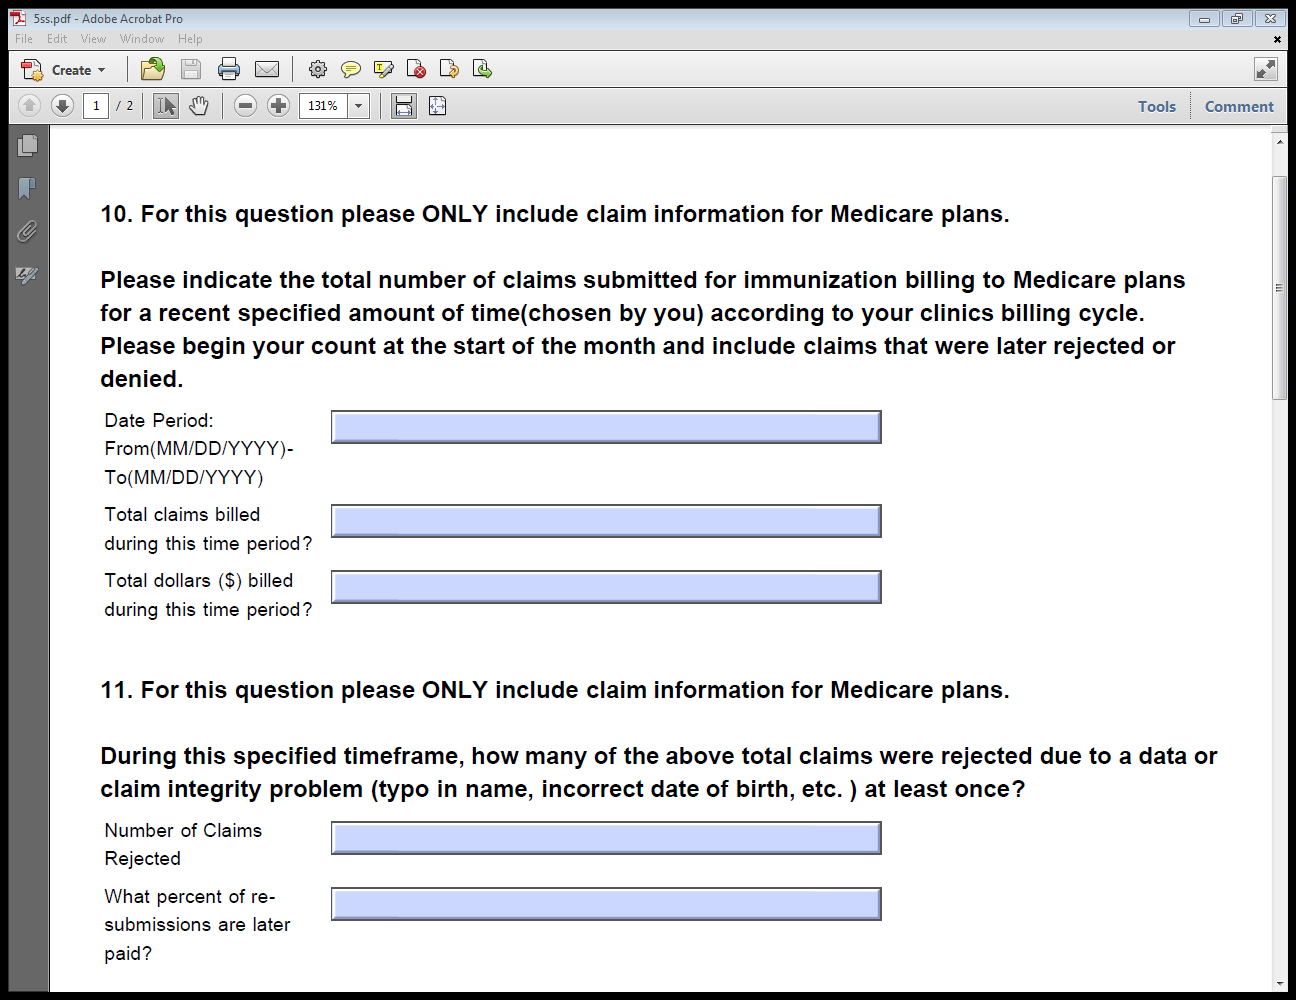 5ss.pdf - Adobe Acrobat Pro
File Edit View Window Help
Create
1 / 2 131% Tools Comment
10. For this question please ONLY include claim information for Medicare plans.
Please indicate the total number of claims submitted for immunization billing to Medicare plans
for a recent specified amount of time(chosen by you) according to your clinics billing cycle.
Please begin your count at the start of the month and include claims that were later rejected or
denied.
Date Period:
From(MM/DD/YYYY)-
To(MM/DD/YYYY)
Total claims billed
during this time period?
Total dollars ($) billed
during this time period?
11. For this question please ONLY include claim information for Medicare plans.
During this specified timeframe, how many of the above total claims were rejected due to a data or
claim integrity problem (typo in name, incorrect date of birth, etc. ) at least once?
Number of Claims
Rejected
What percent of re-
submissions are later
paid?